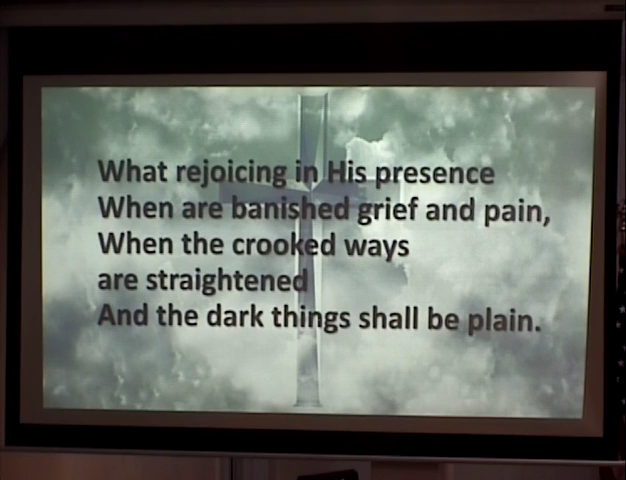 What rejoicing in His presence
When are banished grief and pain,
When the crooked ways
are straightened
And the dark things shall be plain.